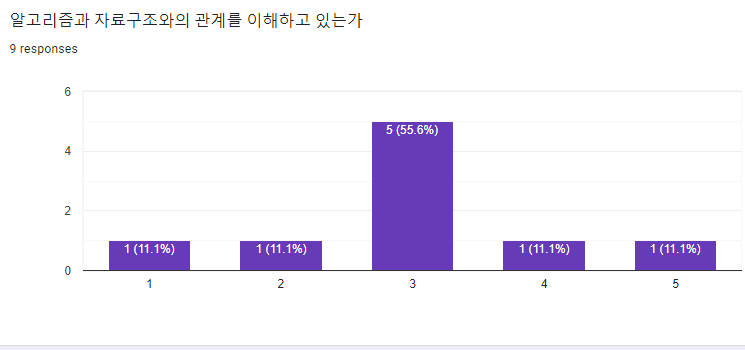 알고리즘과 자료구조와의 관계를 이해하고 있는가
9 responses
6
4
2
0
1 (11.1%) 1 (11.1%) 5 (55.6%) 1 (11.1%) 1 (11.1%)
1 2 3 4 5